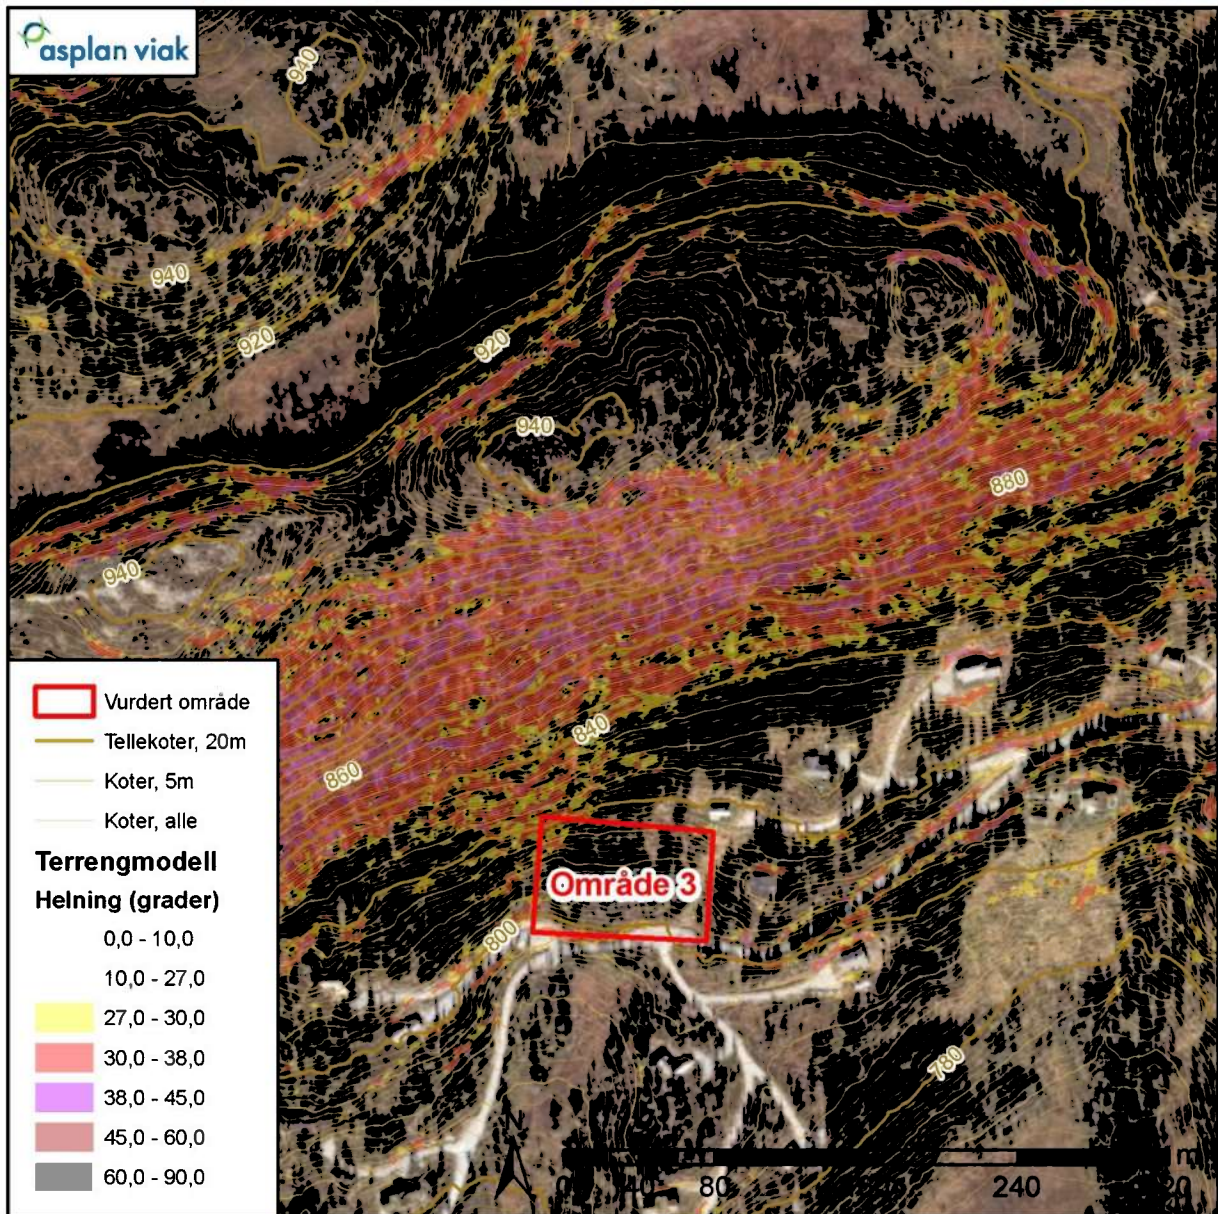 asplan viak
940
940
920
920
940
880
940
840
860
Område 3
800
780
Vurdert område
Tellekoter, 20m
Koter, 5m
Koter, alle
Terrengmodell
Helning (grader)
0,0 - 10,0
10,0 - 27,0
27,0 - 30,0
30,0 - 38,0
38,0 - 45,0
45,0 - 60,0
60,0 - 90,0
m
80
240